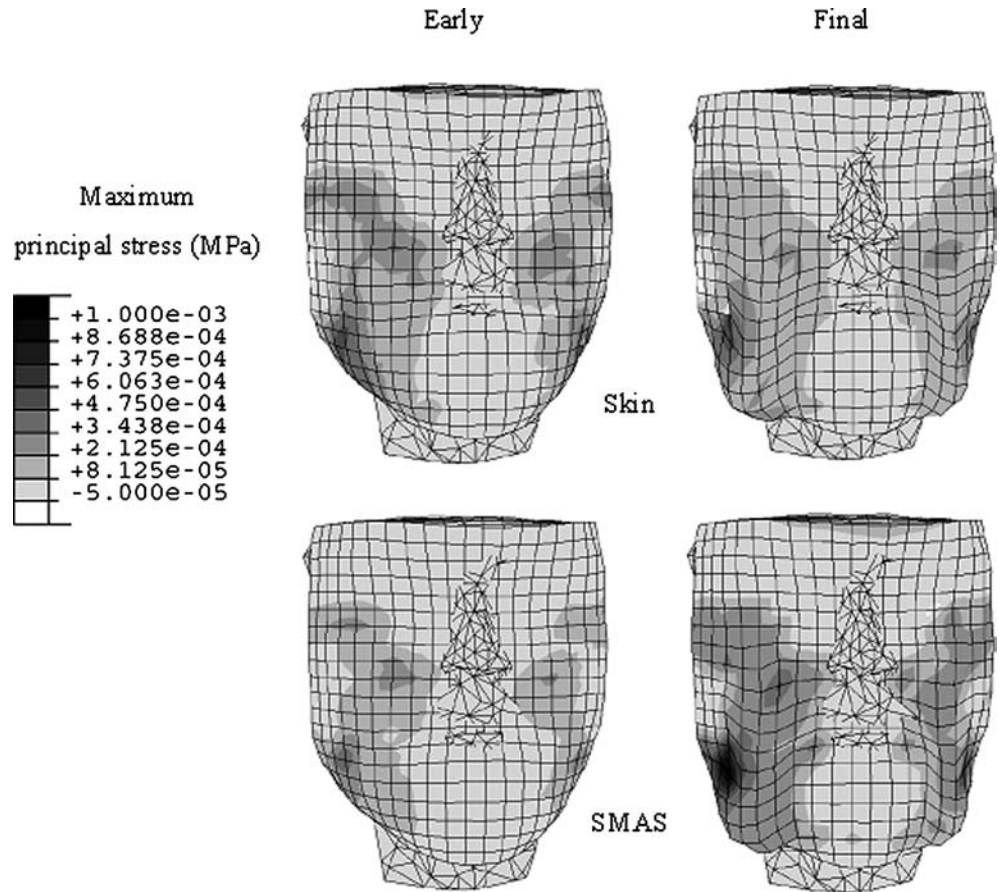 Early
Final
Maximum
principal stress (MPa)
+1.000e-03
+8.688e-04
+7.375e-04
+6.063e-04
+4.750e-04
+3.438e-04
+2.125e-04
+8.125e-05
-5.000e-05
Skin
SMAS